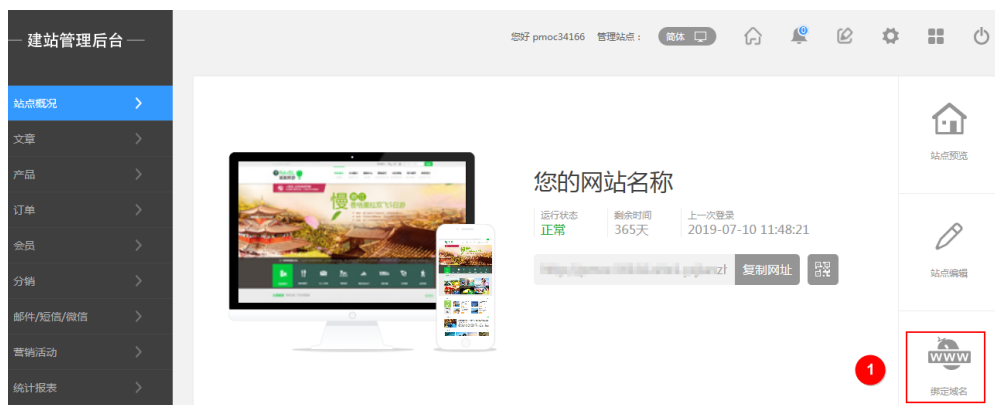 — 建站管理后台 —
您好 pmoc34166 管理站点： 简体
站点概况
文章
产品
订单
会员
分销
邮件/短信/微信
营销活动
统计报表
您的网站名称
运行状态 剩余时间 上一次登录
正常 365天 2019-07-10 11:48:21
复制网址
站点预览
站点编辑
1
WWW
绑定域名